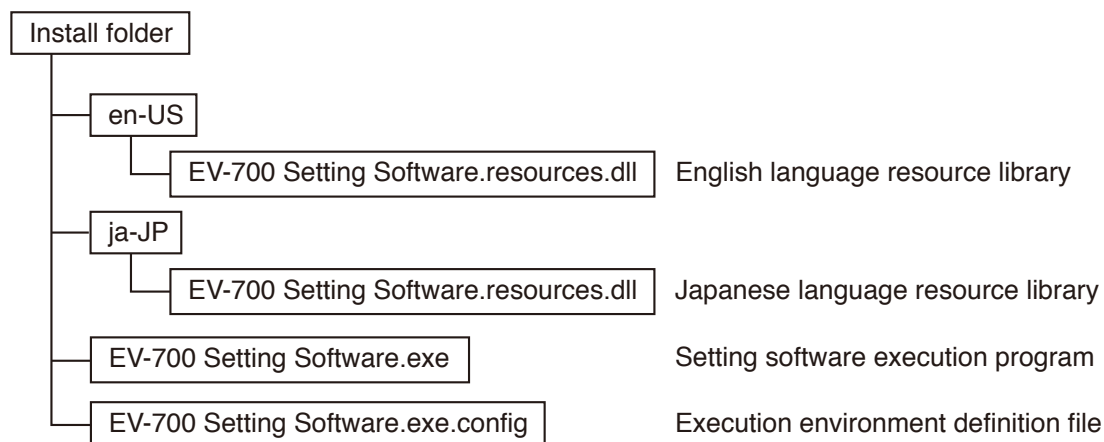 Install folder
en-US
EV-700 Setting Software.resources.dll English language resource library
ja-JP
EV-700 Setting Software.resources.dll Japanese language resource library
EV-700 Setting Software.exe Setting software execution program
EV-700 Setting Software.exe.config Execution environment definition file